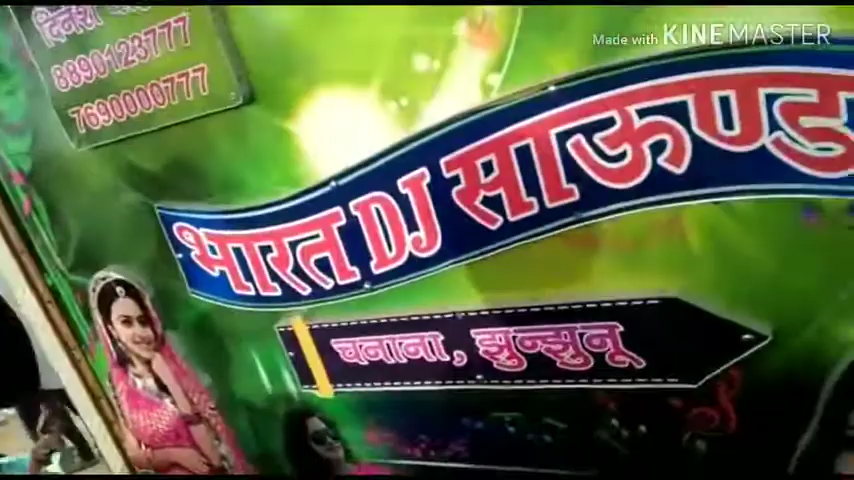 दिनेश
Made with KINEMASTER
8890123777
7690000777
भारत DJ साऊण्ड
चनाना, झुन्झुनू